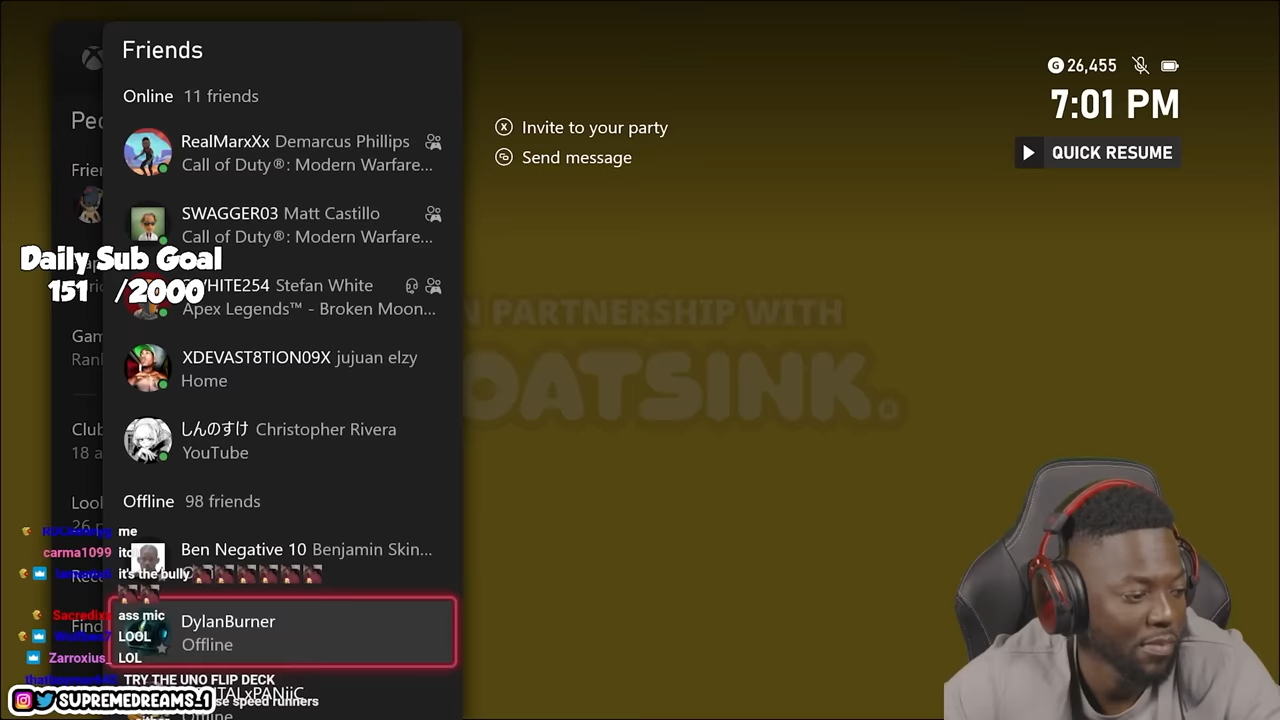 Friends
Online 11 friends
RealMarxXx Demarcus Phillips
Call of Duty®: Modern Warfare...
SWAGGER03 Matt Castillo
Call of Duty®: Modern Warfare...
Stefan White
Apex Legends™ - Broken Moon...
XDEVAST8TION09X jujuan elzy
Home
しんのすけ Christopher Rivera
YouTube
Offline 98 friends
Ben Negative 10 Benjamin Skin...
DylanBurner
Offline
Offline
Invite to your party
Send message
G 26,455
7:01 PM
QUICK RESUME
PARTNERSHIP WITH
OATSINK.
Daily Sub Goal
151 /2000
me
carma1099
it's the bully
ass mic
LOOL
Zarroxius_ LOL
TRY THE UNO FLIP DECK
speed runners
SUPREMEDREAMS_1